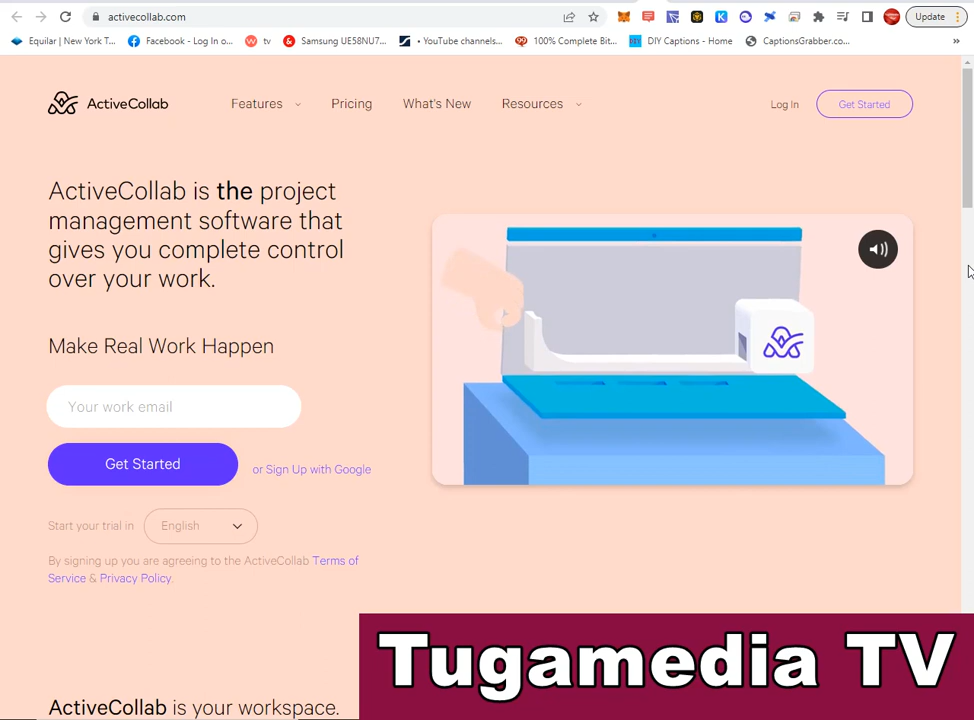 activecollab.com
Update
Equilar | New York T...
Facebook - Log In o...
tv
Samsung UE58NU7...
• YouTube channels...
100% Complete Bit...
DIY Captions - Home
CaptionsGrabber.co...
»
ActiveCollab
Features
Pricing
What's New
Resources
Log In
Get Started
ActiveCollab is the project
management software that
gives you complete control
over your work.
Make Real Work Happen
Your work email
Get Started
or Sign Up with Google
Start your trial in
English
By signing up you are agreeing to the ActiveCollab Terms of
Service & Privacy Policy.
Tugamedia TV
ActiveCollab is your workspace.